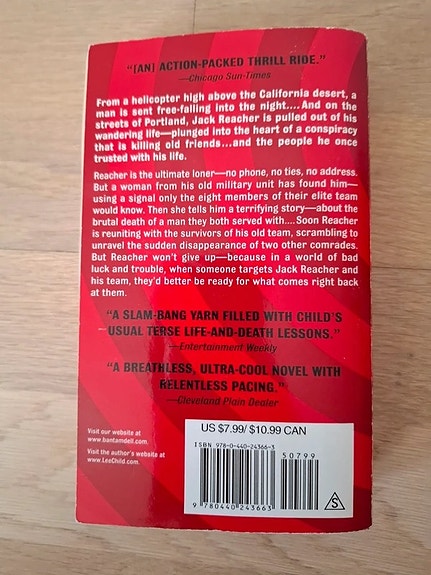 "[AN] ACTION-PACKED THRILL RIDE."
—Chicago Sun-Times
From a helicopter high above the California desert, a
man is sent free-falling into the night.... And on the
streets of Portland, Jack Reacher is pulled out of his
wandering life—plunged into the heart of a conspiracy
that is killing old friends...and the people he once
trusted with his life.
Reacher is the ultimate loner—no phone, no ties, no address.
But a woman from his old military unit has found him—
using a signal only the eight members of their elite team
would know. Then she tells him a terrifying story—about the
brutal death of a man they both served with.... Soon Reacher
is reuniting with the survivors of his old team, scrambling to
unravel the sudden disappearance of two other comrades.
But Reacher won't give up—because in a world of bad
luck and trouble, when someone targets Jack Reacher and
his team, they'd better be ready for what comes right back
at them.
"A SLAM-BANG YARN FILLED WITH CHILD'S
USUAL TERSE LIFE-AND-DEATH LESSONS."
—Entertainment Weekly
"A BREATHLESS, ULTRA-COOL NOVEL WITH
RELENTLESS PACING."
—Cleveland Plain Dealer
Visit our website at
www.bantamdell.com.
Visit the author's website at
www.LeeChild.com.
US $7.99/ $10.99 CAN
ISBN 978-0-440-24366-3
50799
9 780440 243663
S